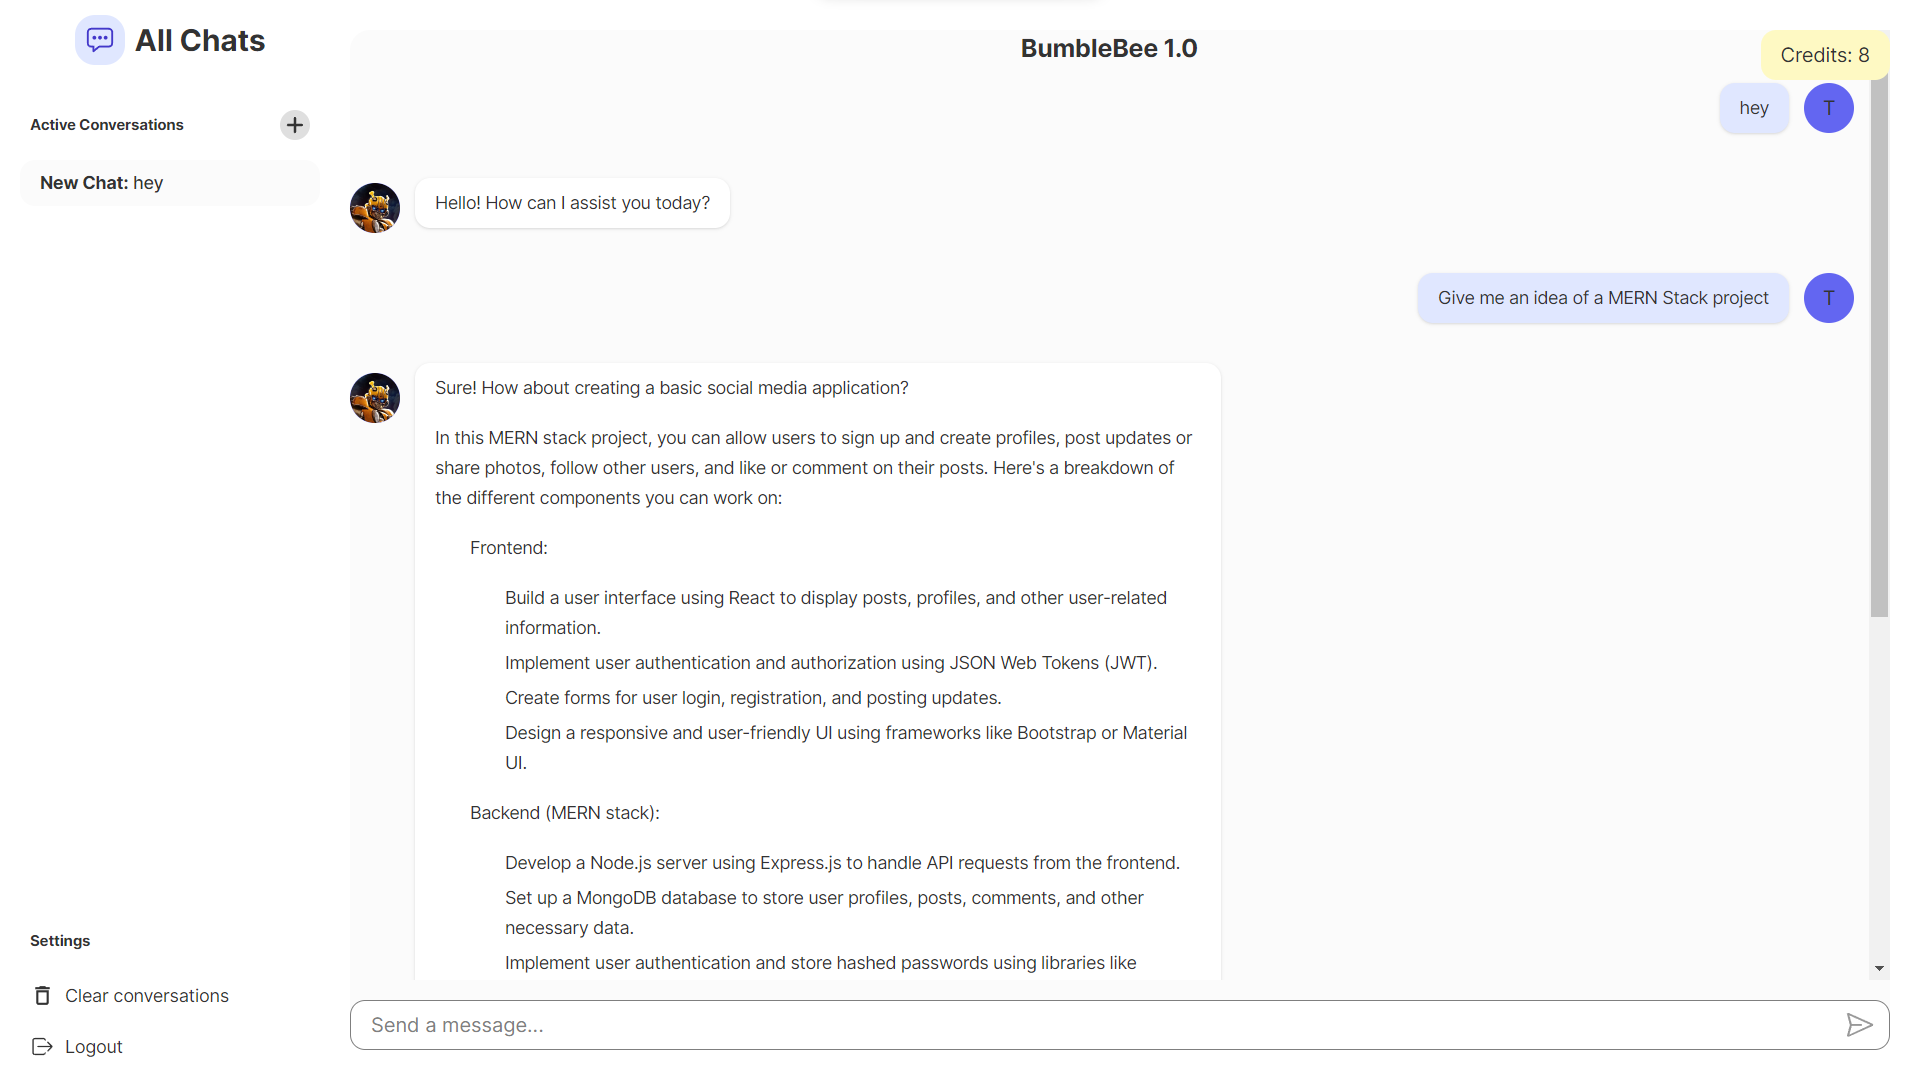 All Chats
Active Conversations
New Chat: hey
Settings
Clear conversations
Logout
BumbleBee 1.0
Credits: 8
hey
T
Hello! How can I assist you today?
Give me an idea of a MERN Stack project
T
Sure! How about creating a basic social media application?
In this MERN stack project, you can allow users to sign up and create profiles, post updates or
share photos, follow other users, and like or comment on their posts. Here's a breakdown of
the different components you can work on:
Frontend:
Build a user interface using React to display posts, profiles, and other user-related
information.
Implement user authentication and authorization using JSON Web Tokens (JWT).
Create forms for user login, registration, and posting updates.
Design a responsive and user-friendly UI using frameworks like Bootstrap or Material
UI.
Backend (MERN stack):
Develop a Node.js server using Express.js to handle API requests from the frontend.
Set up a MongoDB database to store user profiles, posts, comments, and other
necessary data.
Implement user authentication and store hashed passwords using libraries like
Send a message...